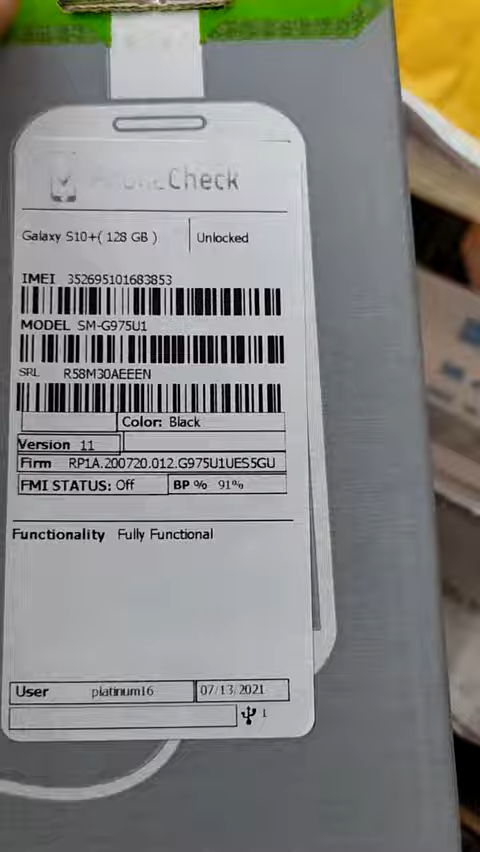 PhoneCheck
Galaxy S10+( 128 GB ) Unlocked
IMEI 352695101683853
MODEL SM-G975U1
SRL R58M30AEEEN
Color: Black
Version 11
Firm RP1A.200720.012.G975U1UES5GU
FMI STATUS: Off BP % 91%
Functionality Fully Functional
User platinum16 07/13/2021
1